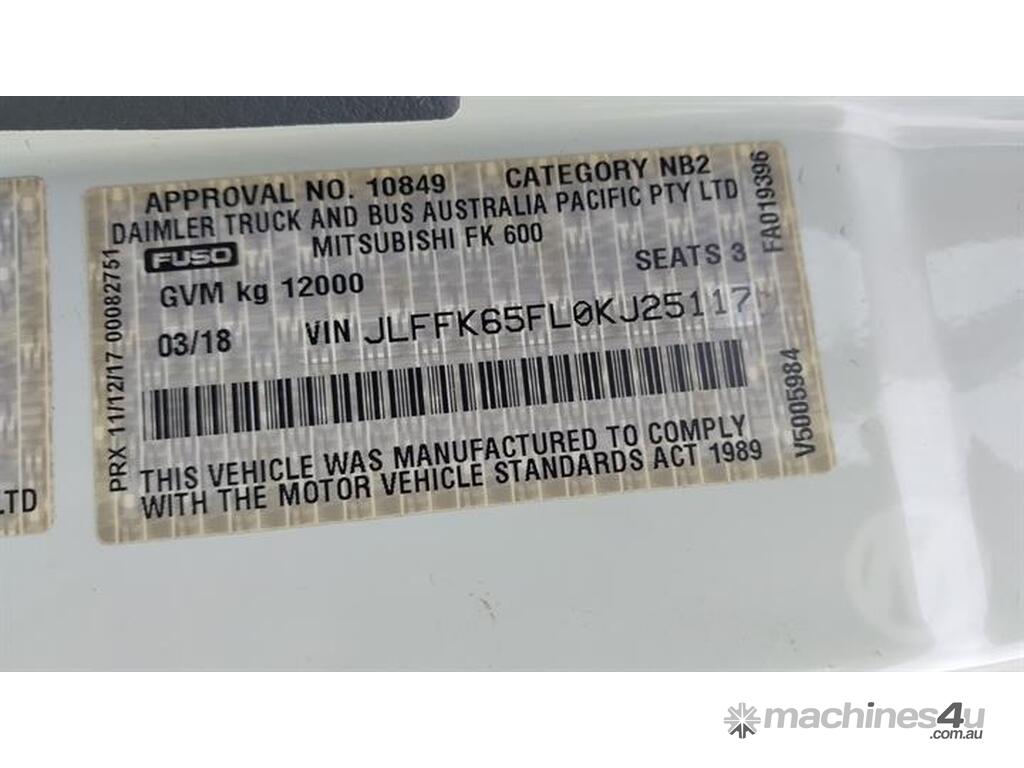 APPROVAL NO. 10849 CATEGORY NB2
DAIMLER TRUCK AND BUS AUSTRALIA PACIFIC PTY LTD
FUSO MITSUBISHI FK 600
GVM kg 12000 SEATS 3
03/18 VIN JLFFK65FL0KJ25117
THIS VEHICLE WAS MANUFACTURED TO COMPLY
WITH THE MOTOR VEHICLE STANDARDS ACT 1989
PRX 11/12/17 00082751
FA019396
V5005984
LTD
machines4u
.com.au